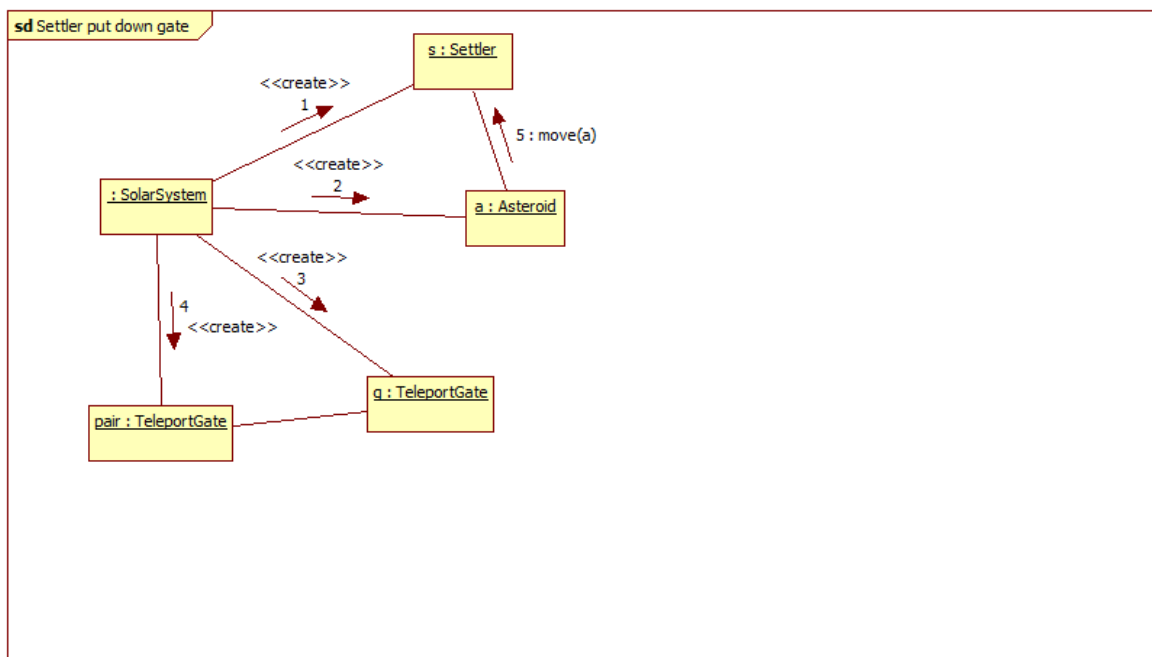 sd Settler put down gate
s : Settler
<<create>>
1
5 : move(a)
<<create>>
2
: SolarSystem
a : Asteroid
<<create>>
3
4
<<create>>
g : TeleportGate
pair : TeleportGate